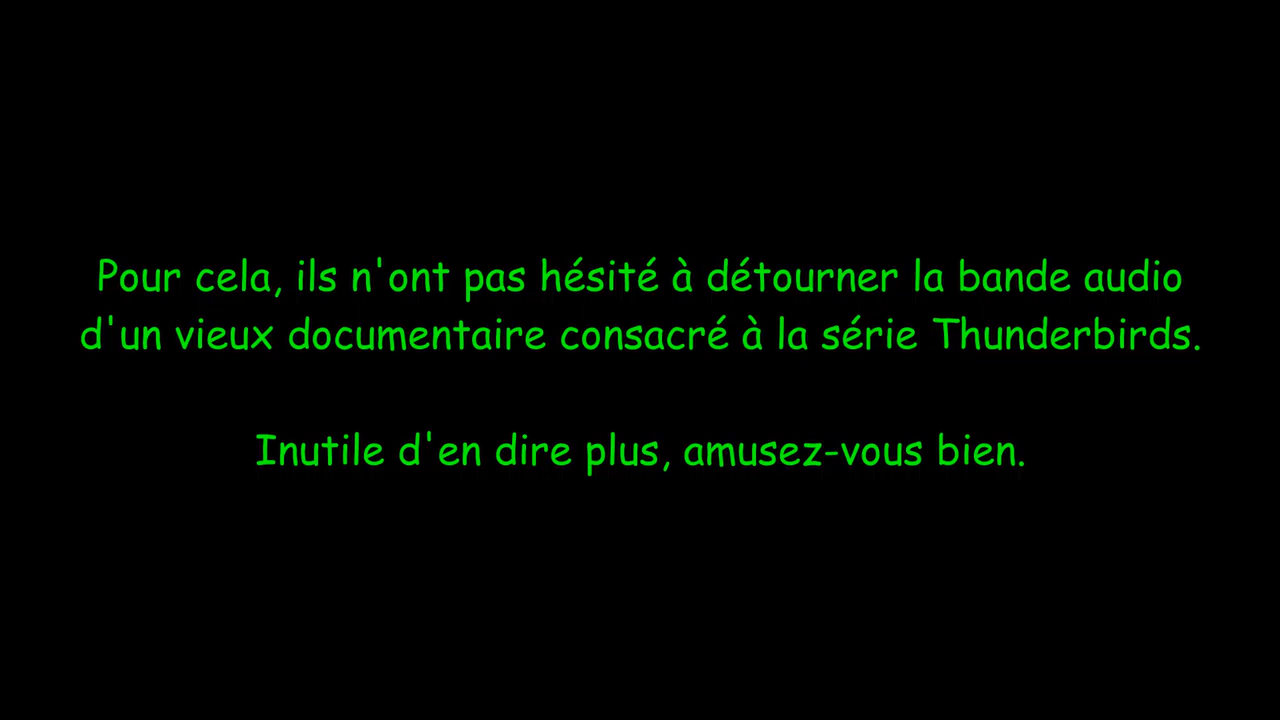 Pour cela, ils n'ont pas hésité à détourner la bande audio
d'un vieux documentaire consacré à la série Thunderbirds.
Inutile d'en dire plus, amusez-vous bien.